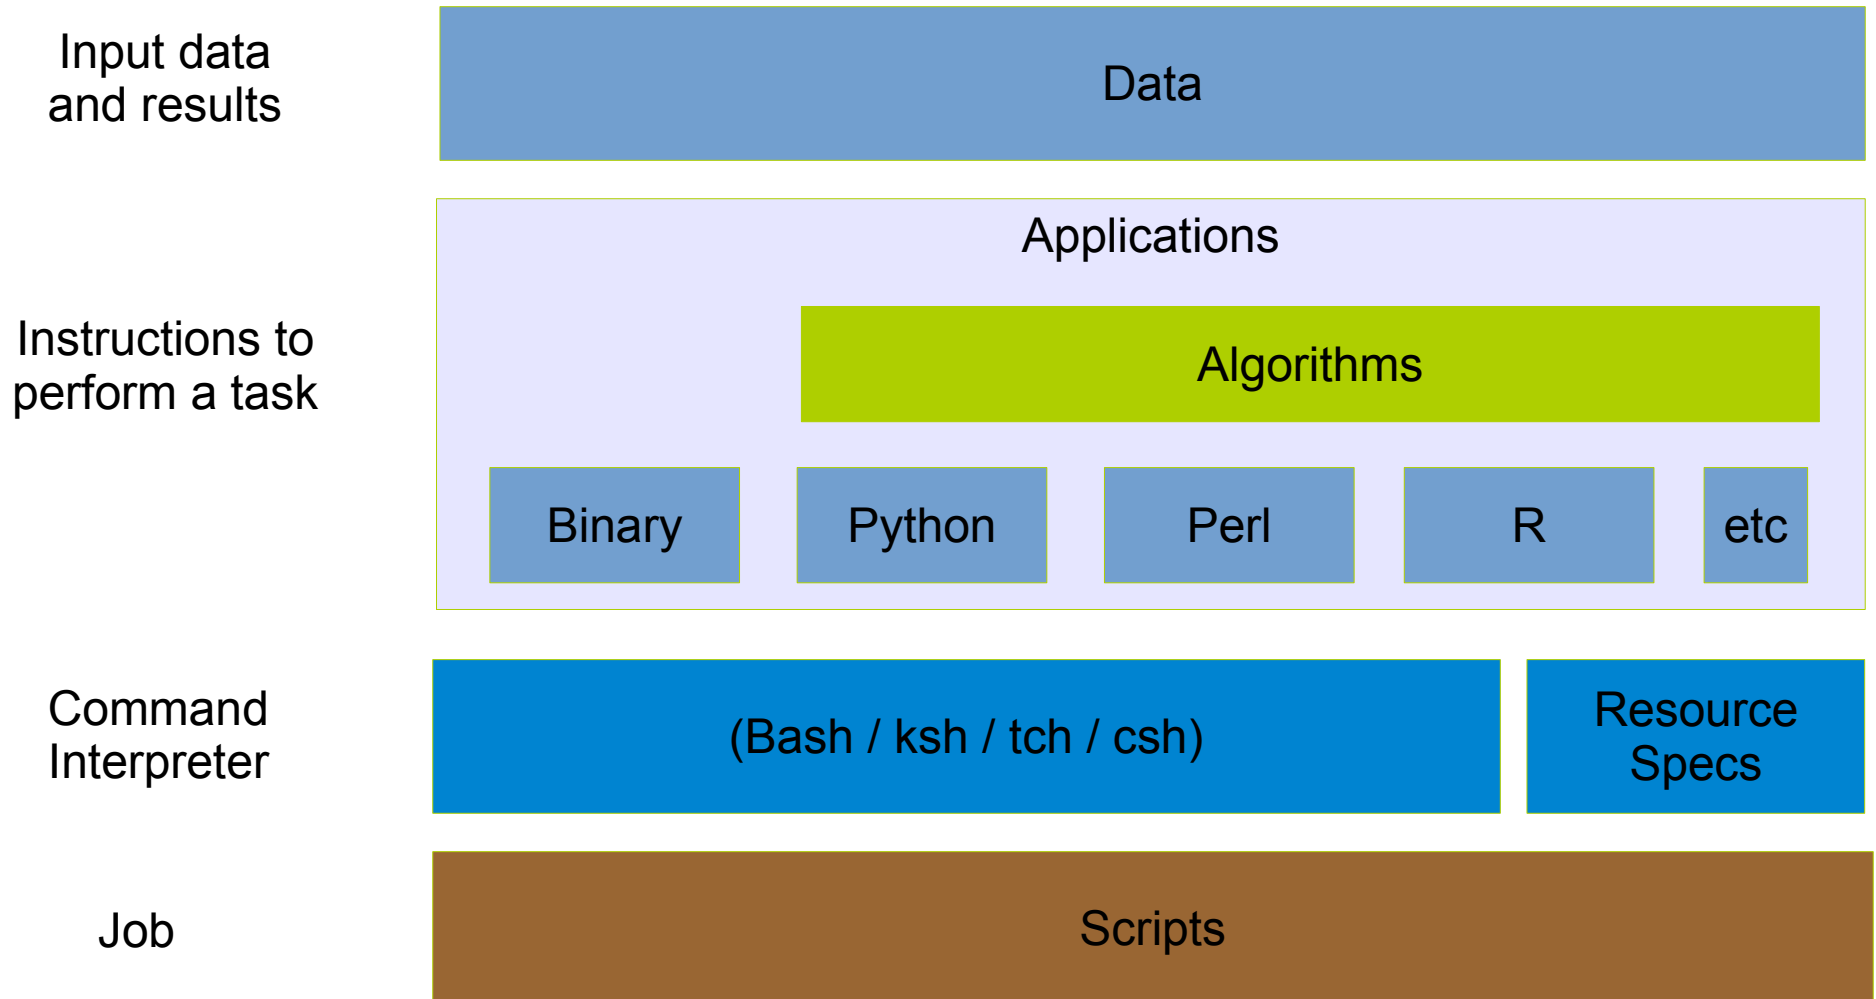 Input data
and results
Data
Applications
Instructions to
perform a task
Algorithms
Binary
Python
Perl
R
etc
Command
Interpreter
(Bash / ksh / tch / csh)
Resource
Specs
Job
Scripts